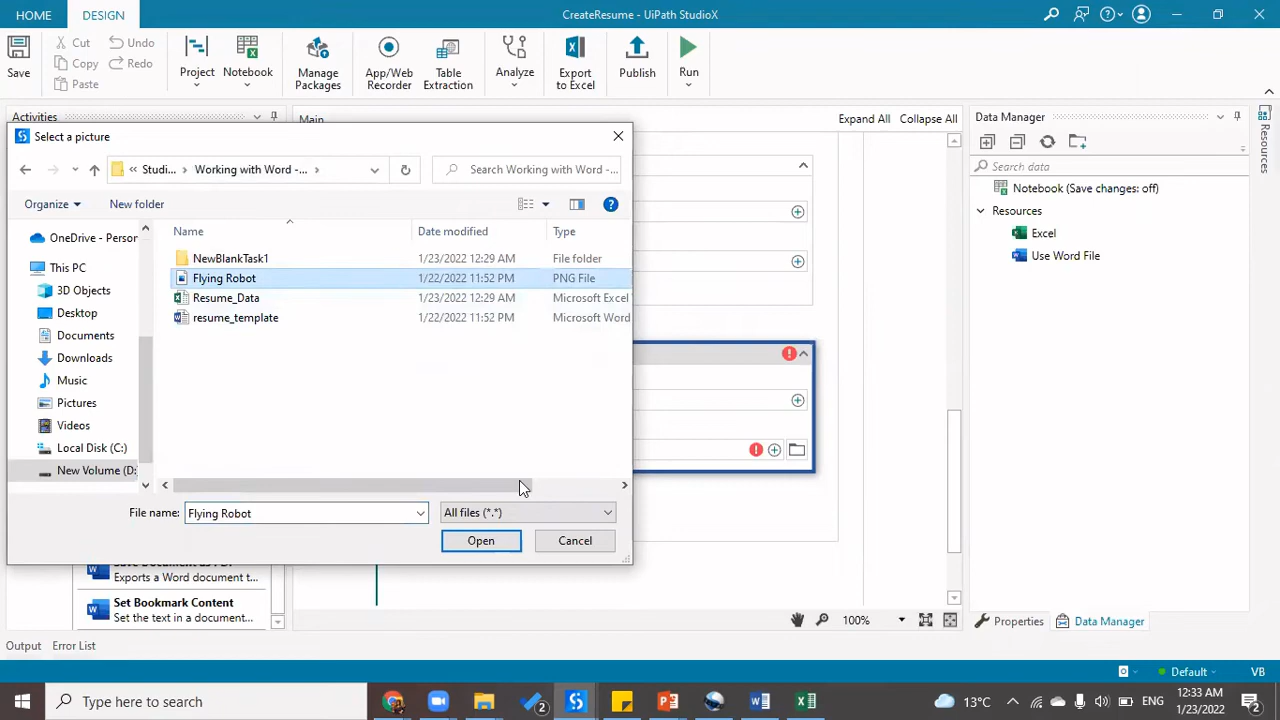 HOME
DESIGN
CreateResume - UiPath StudioX
Save
Cut
Copy
Paste
Undo
Redo
Project
Notebook
Manage
Packages
App/Web
Recorder
Table
Extraction
Analyze
Export
to Excel
Publish
Run
Activities
Main
Expand All
Collapse All
Data Manager
Resources
Search data
Notebook (Save changes: off)
Resources
Excel
Use Word File
Select a picture
« Studi... › Working with Word -... ›
Search Working with Word -...
Organize
New folder
Name
Date modified
Type
OneDrive - Person
This PC
3D Objects
Desktop
Documents
Downloads
Music
Pictures
Videos
Local Disk (C:)
New Volume (D:
NewBlankTask1 1/23/2022 12:29 AM File folder
Flying Robot 1/22/2022 11:52 PM PNG File
Resume_Data 1/23/2022 12:29 AM Microsoft Excel
resume_template 1/22/2022 11:52 PM Microsoft Word
File name: Flying Robot
All files (*.*)
Open
Cancel
Exports a Word document t...
Set Bookmark Content
Set the text in a document...
100%
Properties
Data Manager
Output
Error List
Default
VB
Type here to search
2
13°C
ENG
12:33 AM
1/23/2022
2